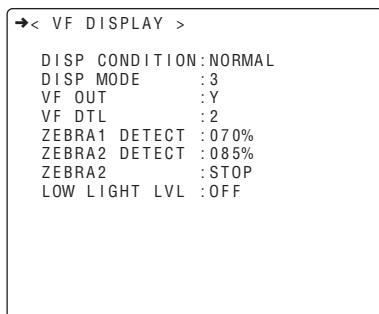 ➔< VF DISPLAY >
DISP CONDITION:NORMAL
DISP MODE :3
VF OUT :Y
VF DTL :2
ZEBRA1 DETECT :070%
ZEBRA2 DETECT :085%
ZEBRA2 :STOP
LOW LIGHT LVL :OFF